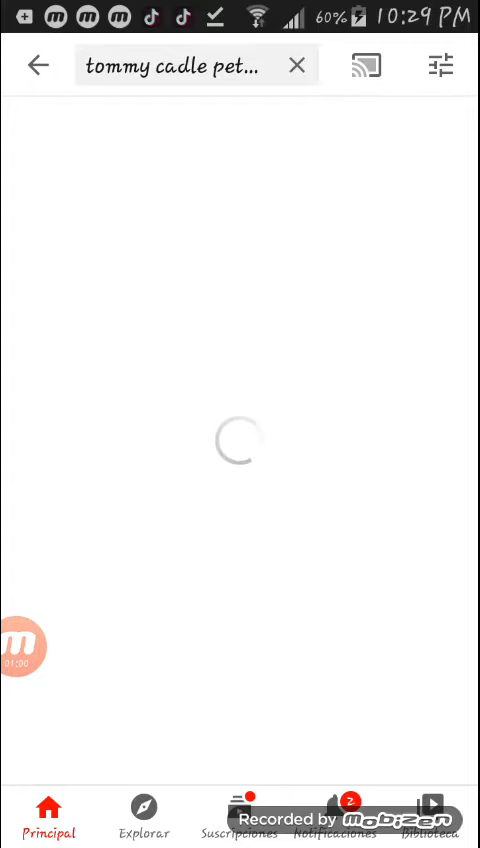 60% 10:29 PM
tommy cadle pet...
01:00
Principal
Explorar
Suscripciones
2
Notificaciones
Biblioteca
Recorded by mobizen